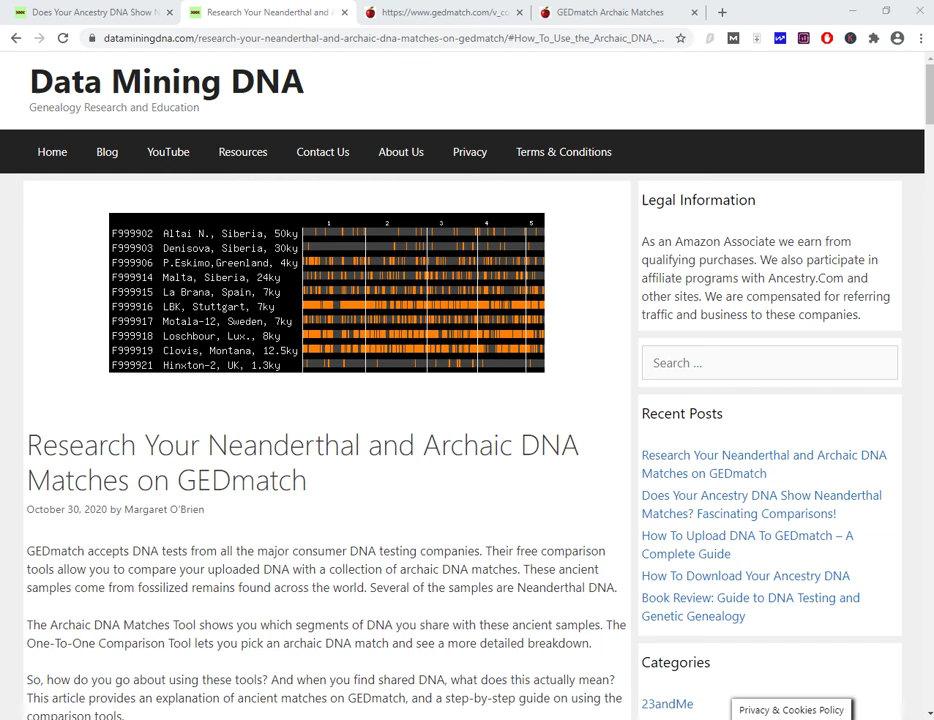 Does Your Ancestry DNA Show N
Research Your Neanderthal and A
https://www.gedmatch.com/v_co
GEDmatch Archaic Matches
dataminingdna.com/research-your-neanderthal-and-archaic-dna-matches-on-gedmatch/#How_To_Use_the_Archaic_DNA_...
Data Mining DNA
Genealogy Research and Education
Home Blog YouTube Resources Contact Us About Us Privacy Terms & Conditions
1 2 3 4 5
F999902 Altai N., Siberia, 50ky
F999903 Denisova, Siberia, 30ky
F999906 P.Eskimo,Greenland, 4ky
F999914 Malta, Siberia, 24ky
F999915 La Brana, Spain, 7ky
F999916 LBK, Stuttgart, 7ky
F999917 Motala-12, Sweden, 7ky
F999918 Loschbour, Lux., 8ky
F999919 Clovis, Montana, 12.5ky
F999921 Hinxton-2, UK, 1.3ky
Research Your Neanderthal and Archaic DNA
Matches on GEDmatch
October 30, 2020 by Margaret O'Brien
GEDmatch accepts DNA tests from all the major consumer DNA testing companies. Their free comparison
tools allow you to compare your uploaded DNA with a collection of archaic DNA matches. These ancient
samples come from fossilized remains found across the world. Several of the samples are Neanderthal DNA.
The Archaic DNA Matches Tool shows you which segments of DNA you share with these ancient samples. The
One-To-One Comparison Tool lets you pick an archaic DNA match and see a more detailed breakdown.
So, how do you go about using these tools? And when you find shared DNA, what does this actually mean?
This article provides an explanation of ancient matches on GEDmatch, and a step-by-step guide on using the
comparison tools.
Legal Information
As an Amazon Associate we earn from
qualifying purchases. We also participate in
affiliate programs with Ancestry.Com and
other sites. We are compensated for referring
traffic and business to these companies.
Search ...
Recent Posts
Research Your Neanderthal and Archaic DNA
Matches on GEDmatch
Does Your Ancestry DNA Show Neanderthal
Matches? Fascinating Comparisons!
How To Upload DNA To GEDmatch – A
Complete Guide
How To Download Your Ancestry DNA
Book Review: Guide to DNA Testing and
Genetic Genealogy
Categories
23andMe
Privacy & Cookies Policy